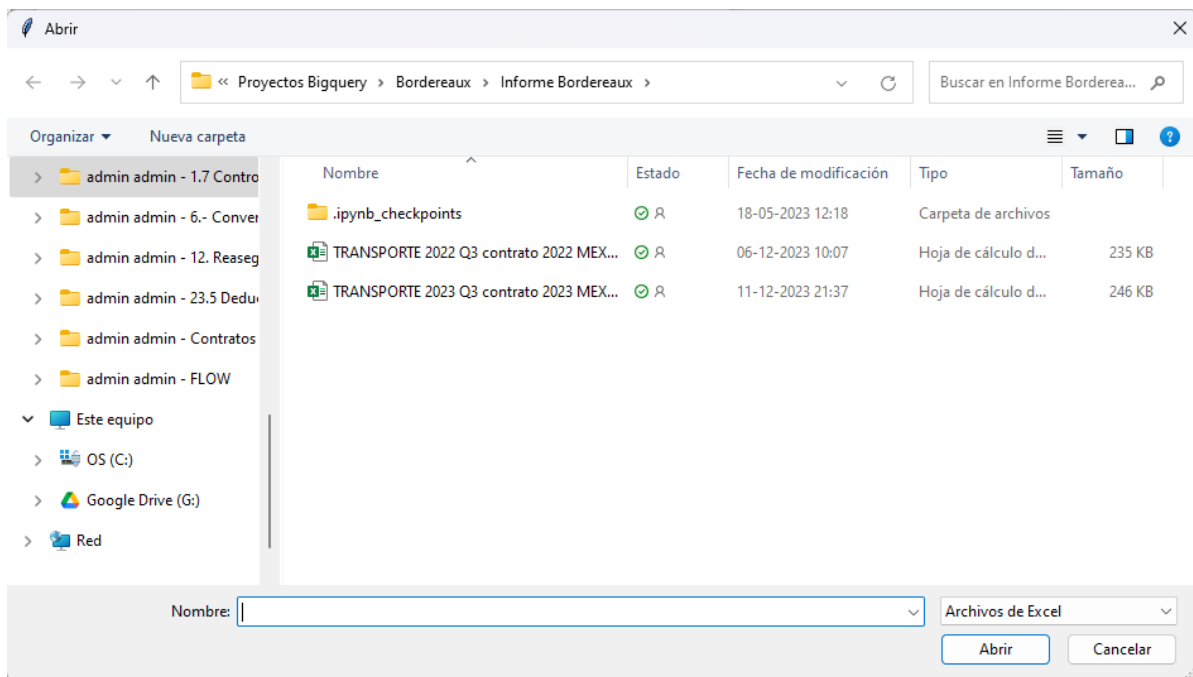 Abrir
« Proyectos Bigquery > Bordereaux > Informe Bordereaux >
Buscar en Informe Borderea...
Organizar
Nueva carpeta
admin admin - 1.7 Contro
admin admin - 6.- Conver
admin admin - 12. Reaseg
admin admin - 23.5 Dedu
admin admin - Contratos
admin admin - FLOW
Este equipo
OS (C:)
Google Drive (G:)
Red
Nombre Estado Fecha de modificación Tipo Tamaño
.ipynb_checkpoints 18-05-2023 12:18 Carpeta de archivos
TRANSPORTE 2022 Q3 contrato 2022 MEX... 06-12-2023 10:07 Hoja de cálculo d... 235 KB
TRANSPORTE 2023 Q3 contrato 2023 MEX... 11-12-2023 21:37 Hoja de cálculo d... 246 KB
Nombre:
Archivos de Excel
Abrir
Cancelar